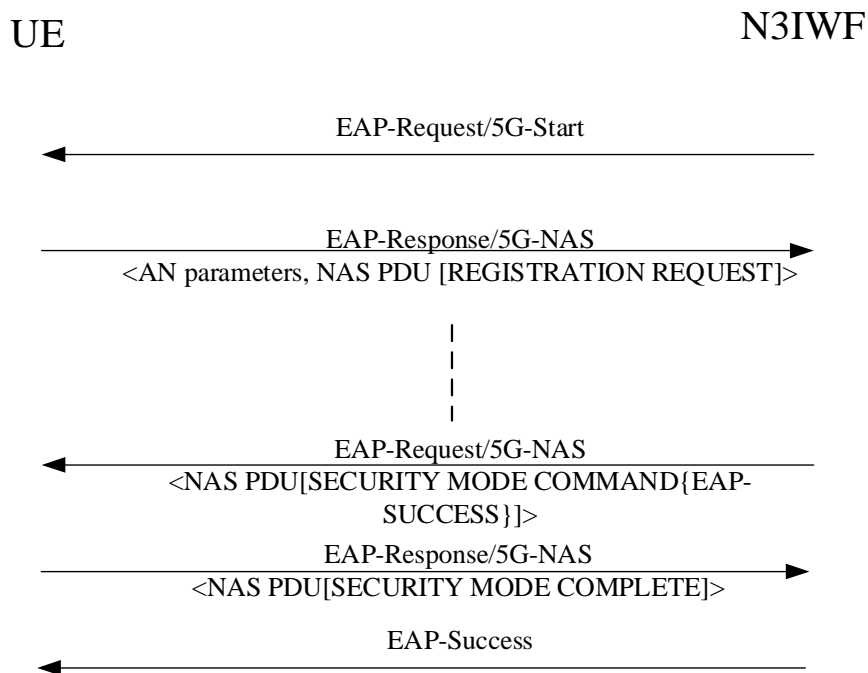 UE
N3IWF
EAP-Request/5G-Start
EAP-Response/5G-NAS
<AN parameters, NAS PDU [REGISTRATION REQUEST]>
EAP-Request/5G-NAS
<NAS PDU[SECURITY MODE COMMAND{EAP-
SUCCESS}]>
EAP-Response/5G-NAS
<NAS PDU[SECURITY MODE COMPLETE]>
EAP-Success